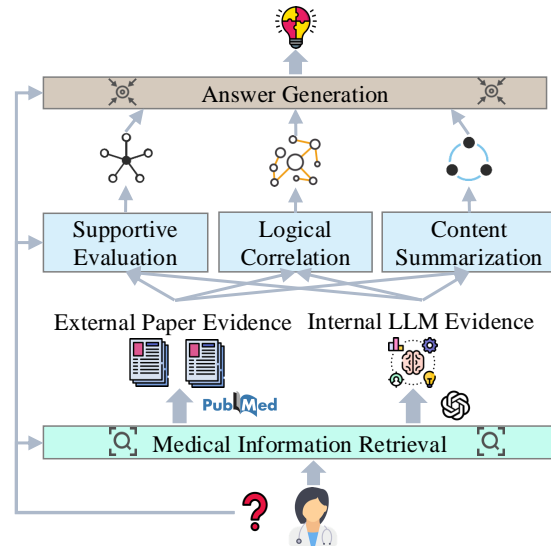 Answer Generation
Supportive
Evaluation
Logical
Correlation
Content
Summarization
External Paper Evidence
Internal LLM Evidence
PubMed
Medical Information Retrieval
?